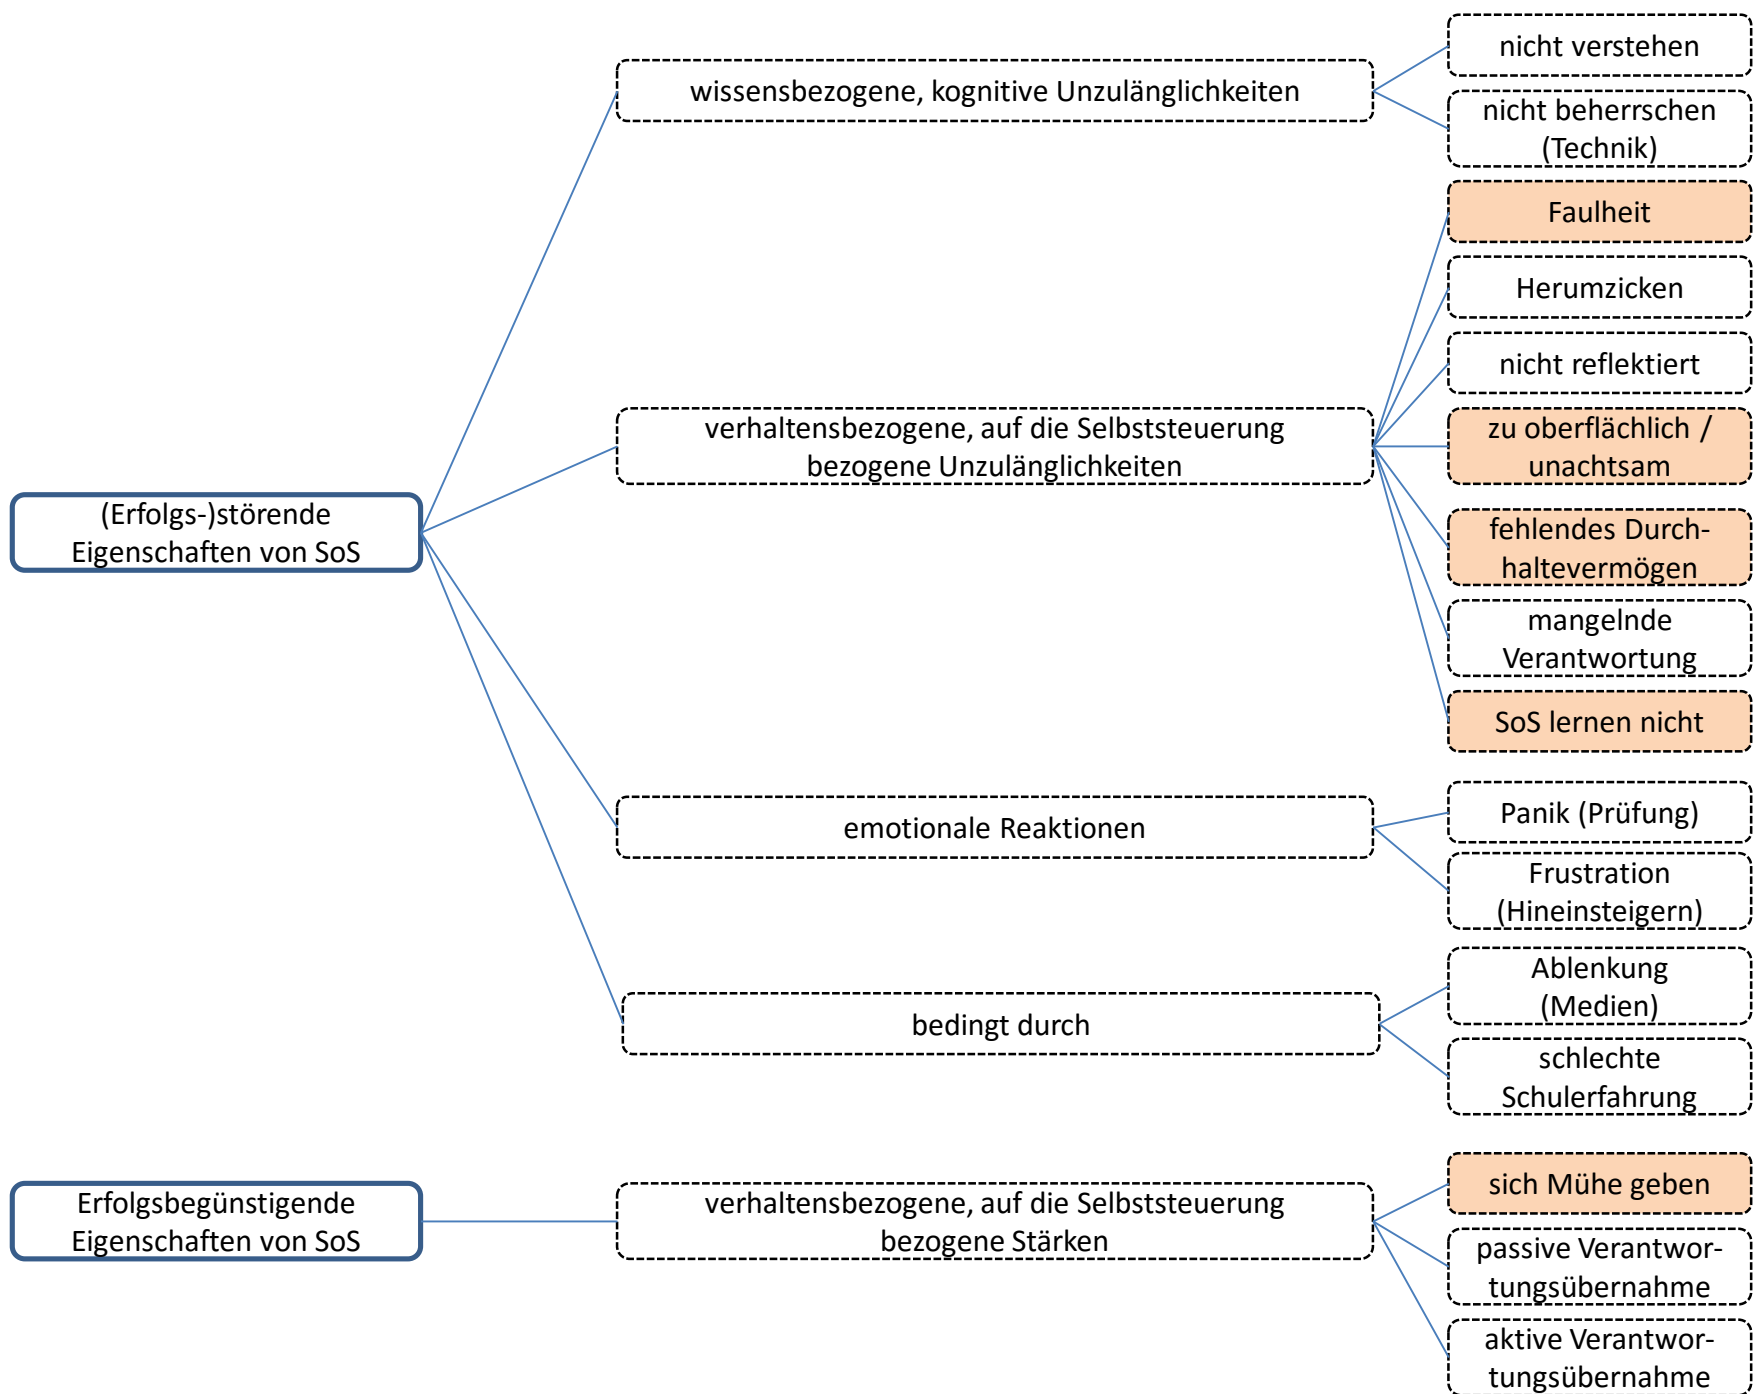 (Erfolgs-)störende
Eigenschaften von SoS
wissensbezogene, kognitive Unzulänglichkeiten
nicht verstehen
nicht beherrschen
(Technik)
verhaltensbezogene, auf die Selbststeuerung
bezogene Unzulänglichkeiten
Faulheit
Herumzicken
nicht reflektiert
zu oberflächlich /
unachtsam
fehlendes Durch-
haltevermögen
mangelnde
Verantwortung
SoS lernen nicht
emotionale Reaktionen
Panik (Prüfung)
Frustration
(Hineinsteigern)
bedingt durch
Ablenkung
(Medien)
schlechte
Schulerfahrung
Erfolgsbegünstigende
Eigenschaften von SoS
verhaltensbezogene, auf die Selbststeuerung
bezogene Stärken
sich Mühe geben
passive Verantwor-
tungsübernahme
aktive Verantwor-
tungsübernahme